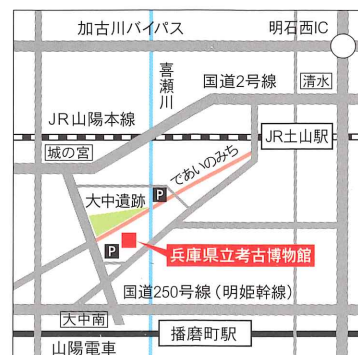 加古川バイパス
明石西IC
喜瀬川
国道2号線
清水
JR山陽本線
JR土山駅
城の宮
であいのみち
大中遺跡
P
P
兵庫県立考古博物館
国道250号線(明姫幹線)
大中南
播磨町駅
山陽電車